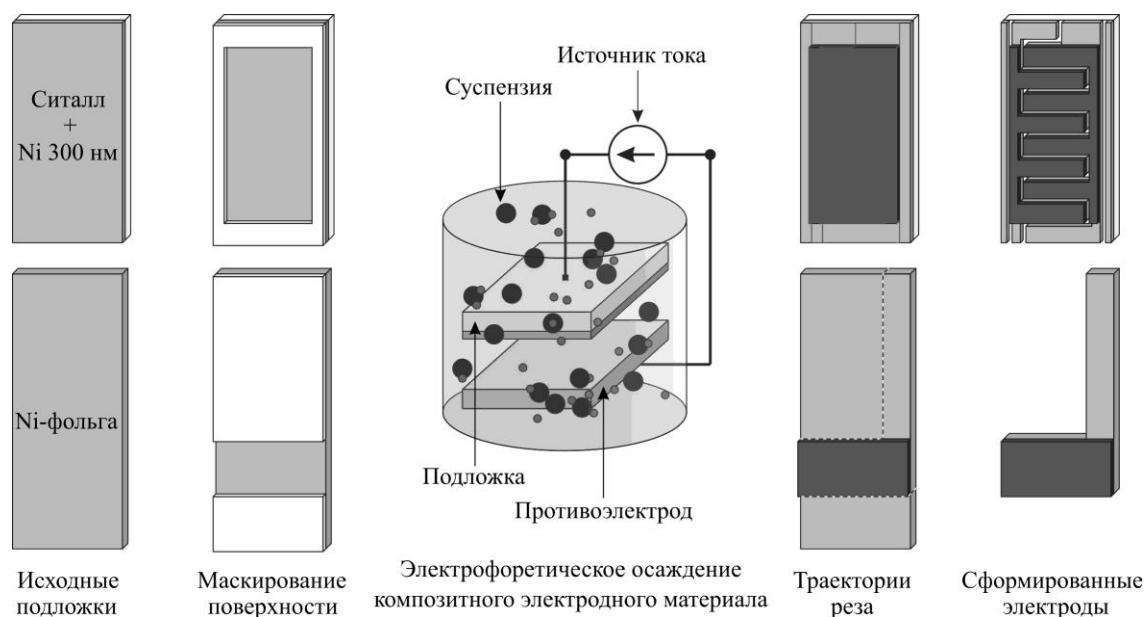 Источник тока
Суспензия
Ситалл
+
Ni 300 нм
Ni-фольга
Подложка
Противоэлектрод
Исходные
подложки
Маскирование
поверхности
Электрофоретическое осаждение
композитного электродного материала
Траектории
реза
Сформированные
электроды